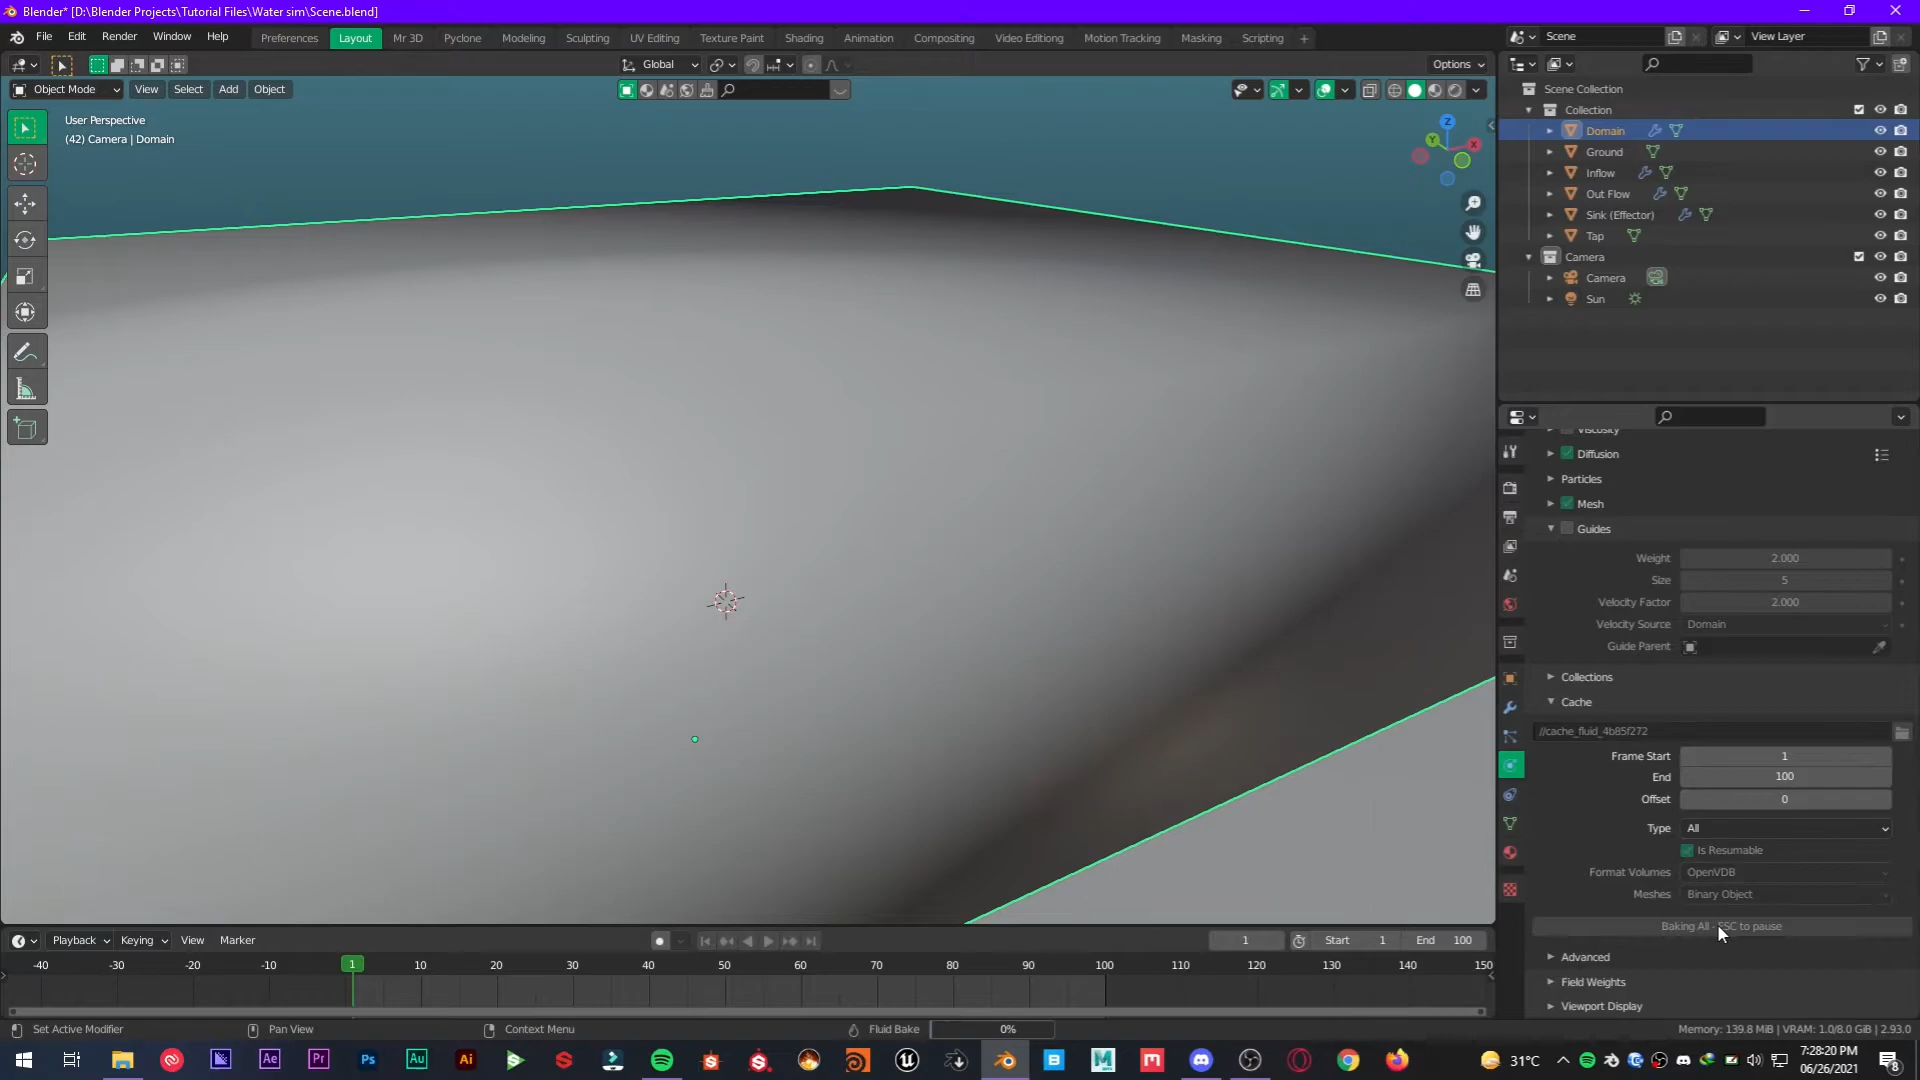 Blender* [D:\Blender Projects\Tutorial Files\Water sim\Scene.blend]
File Edit Render Window Help Preferences Layout Mr 3D Pyclone Modeling Sculpting UV Editing Texture Paint Shading Animation Compositing Video Editing Motion Tracking Masking Scripting + Scene View Layer
Global Options
Object Mode View Select Add Object
User Perspective
(42) Camera | Domain
Z
Y
X
Scene Collection
Collection
Domain
Ground
Inflow
Out Flow
Sink (Effector)
Tap
Camera
Camera
Sun
Viscosity
Diffusion
Particles
Mesh
Guides
Weight 2.000
Size 5
Velocity Factor 2.000
Velocity Source Domain
Guide Parent
Collections
Cache
//cache_fluid_4b85f272
Frame Start 1
End 100
Offset 0
Type All
Is Resumable
Format Volumes OpenVDB
Meshes Binary Object
Baking All - ESC to pause
Advanced
Field Weights
Viewport Display
Playback Keying View Marker 1 Start 1 End 100
-40 -30 -20 -10 1 10 20 30 40 50 60 70 80 90 100 110 120 130 140 150
Set Active Modifier Pan View Context Menu Fluid Bake 0% Memory: 139.8 MiB | VRAM: 1.0/8.0 GiB | 2.93.0
Ae Pr Ps Au Ai 31°C 7:28:20 PM
06/26/2021
8